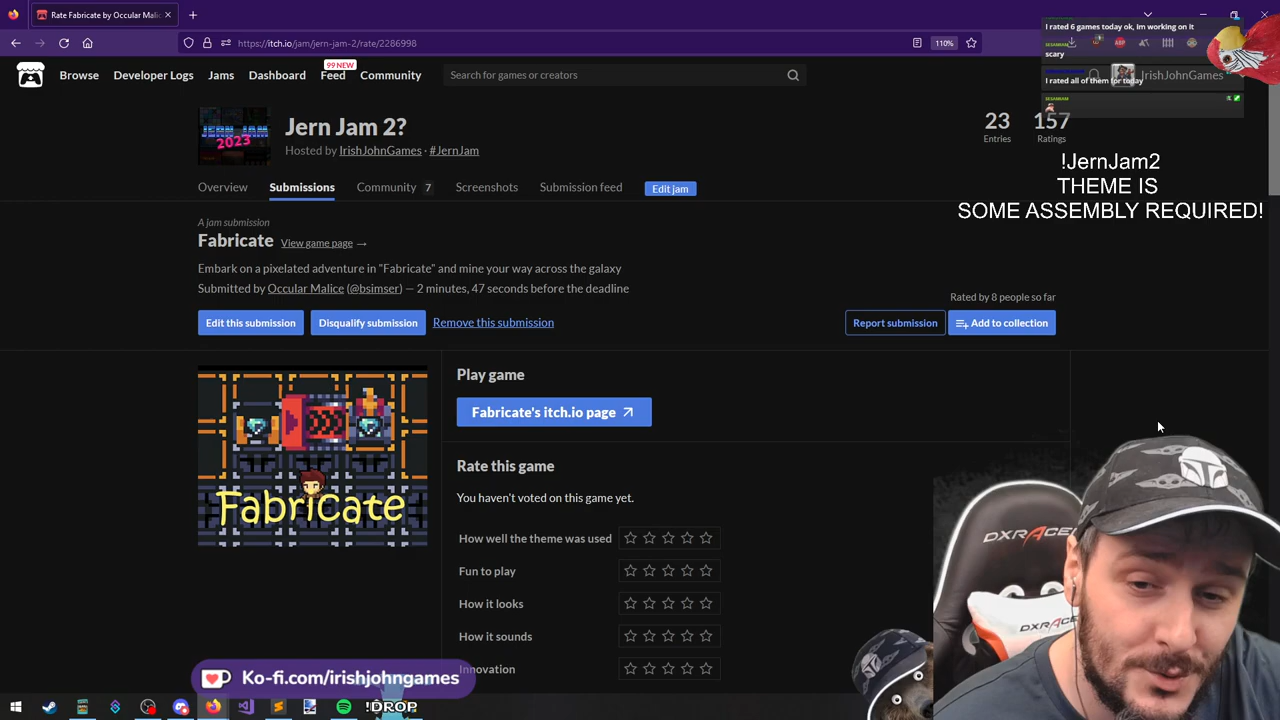 Rate Fabricate by Occular Malic
https://itch.io/jam/jern-jam-2/rate/2286998
110%
I rated 6 games today ok, Im working on it
scary
I rated all of them for today
Browse
Developer Logs
Jams
Dashboard
99 NEW
Feed
Community
Search for games or creators
IrishJohnGames
JERN JAM
2023
Jern Jam 2?
Hosted by IrishJohnGames · #JernJam
23
Entries
157
Ratings
!JernJam2
THEME IS
SOME ASSEMBLY REQUIRED!
Overview
Submissions
Community 7
Screenshots
Submission feed
Edit jam
A jam submission
Fabricate View game page →
Embark on a pixelated adventure in "Fabricate" and mine your way across the galaxy
Submitted by Occular Malice (@bsimser) — 2 minutes, 47 seconds before the deadline
Rated by 8 people so far
Edit this submission
Disqualify submission
Remove this submission
Report submission
Add to collection
Fabricate
Play game
Fabricate's itch.io page
Rate this game
You haven't voted on this game yet.
How well the theme was used
Fun to play
How it looks
How it sounds
Innovation
DXRACER
DXRACE
Ko-fi.com/irishjohngames
!DROP